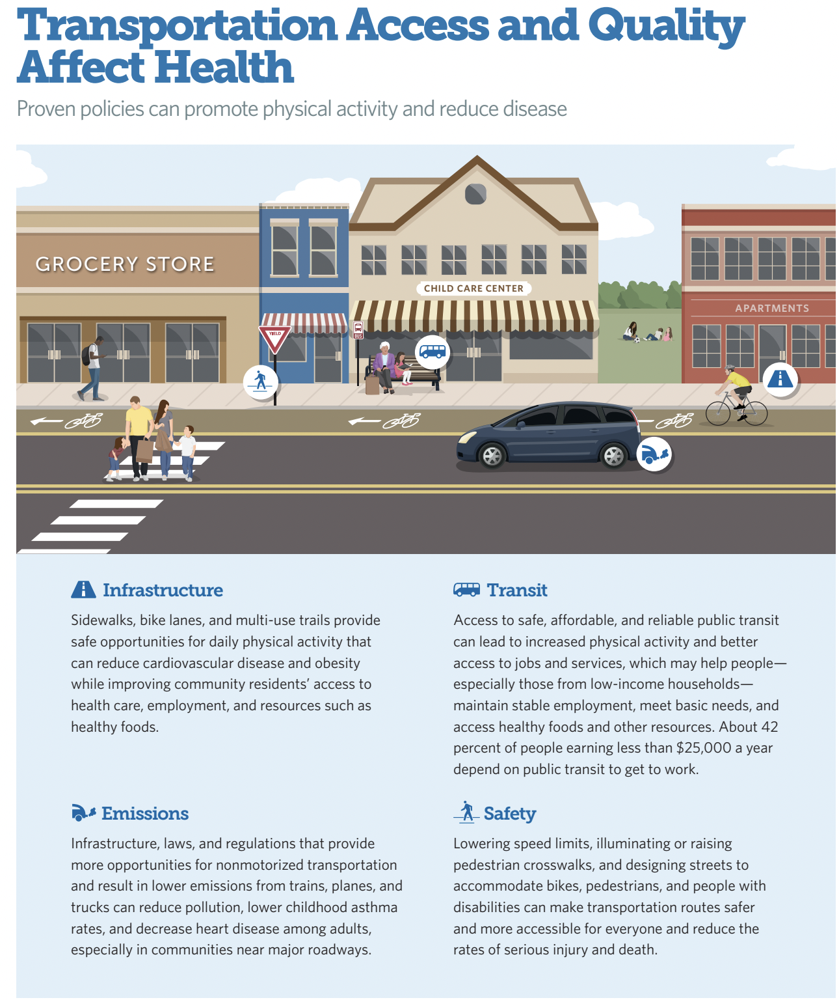 Transportation Access and Quality
Affect Health
Proven policies can promote physical activity and reduce disease
GROCERY STORE
CHILD CARE CENTER
APARTMENTS
YIELD
BUS
Infrastructure
Sidewalks, bike lanes, and multi-use trails provide
safe opportunities for daily physical activity that
can reduce cardiovascular disease and obesity
while improving community residents’ access to
health care, employment, and resources such as
healthy foods.
Transit
Access to safe, affordable, and reliable public transit
can lead to increased physical activity and better
access to jobs and services, which may help people—
especially those from low-income households—
maintain stable employment, meet basic needs, and
access healthy foods and other resources. About 42
percent of people earning less than $25,000 a year
depend on public transit to get to work.
Emissions
Infrastructure, laws, and regulations that provide
more opportunities for nonmotorized transportation
and result in lower emissions from trains, planes, and
trucks can reduce pollution, lower childhood asthma
rates, and decrease heart disease among adults,
especially in communities near major roadways.
Safety
Lowering speed limits, illuminating or raising
pedestrian crosswalks, and designing streets to
accommodate bikes, pedestrians, and people with
disabilities can make transportation routes safer
and more accessible for everyone and reduce the
rates of serious injury and death.